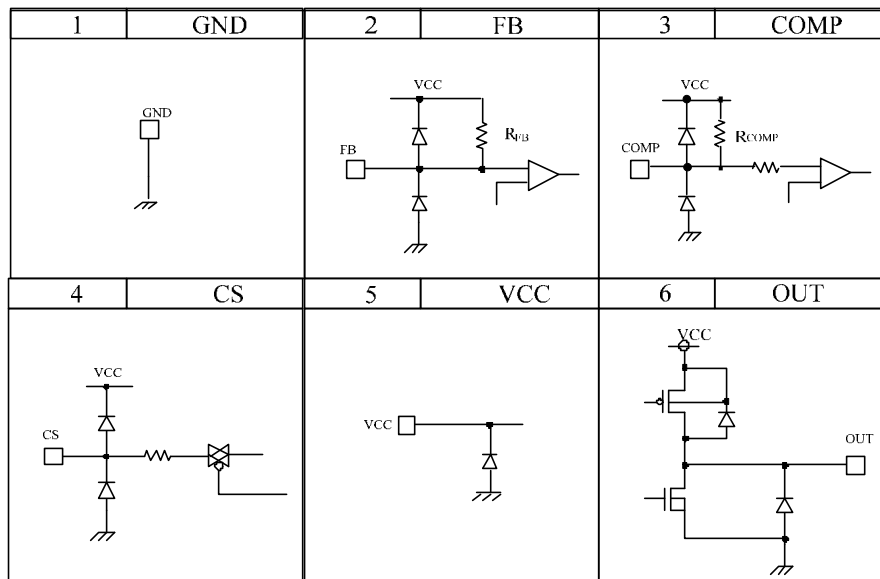 1 GND 2 FB 3 COMP
GND
VCC
RFB
FB
VCC
RCOMP
COMP
4 CS 5 VCC 6 OUT
VCC
CS
VCC
VCC
OUT